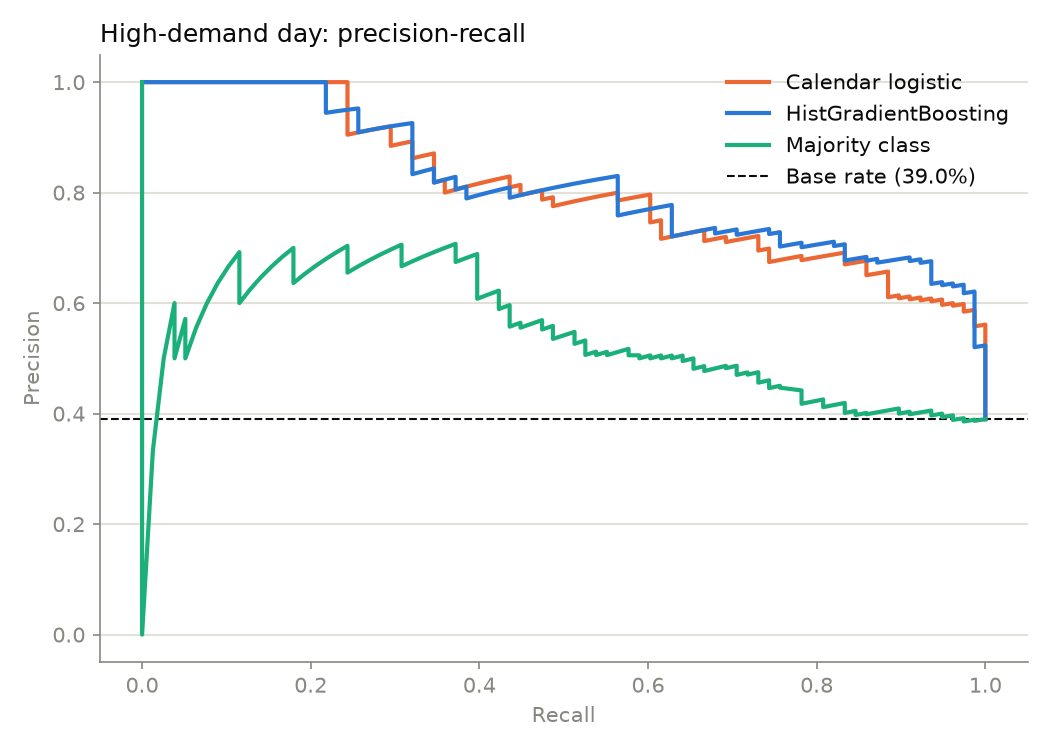 High-demand day: precision-recall
Calendar logistic
HistGradientBoosting
Majority class
Base rate (39.0%)
Precision
1.0
0.8
0.6
0.4
0.2
0.0
0.0 0.2 0.4 0.6 0.8 1.0
Recall